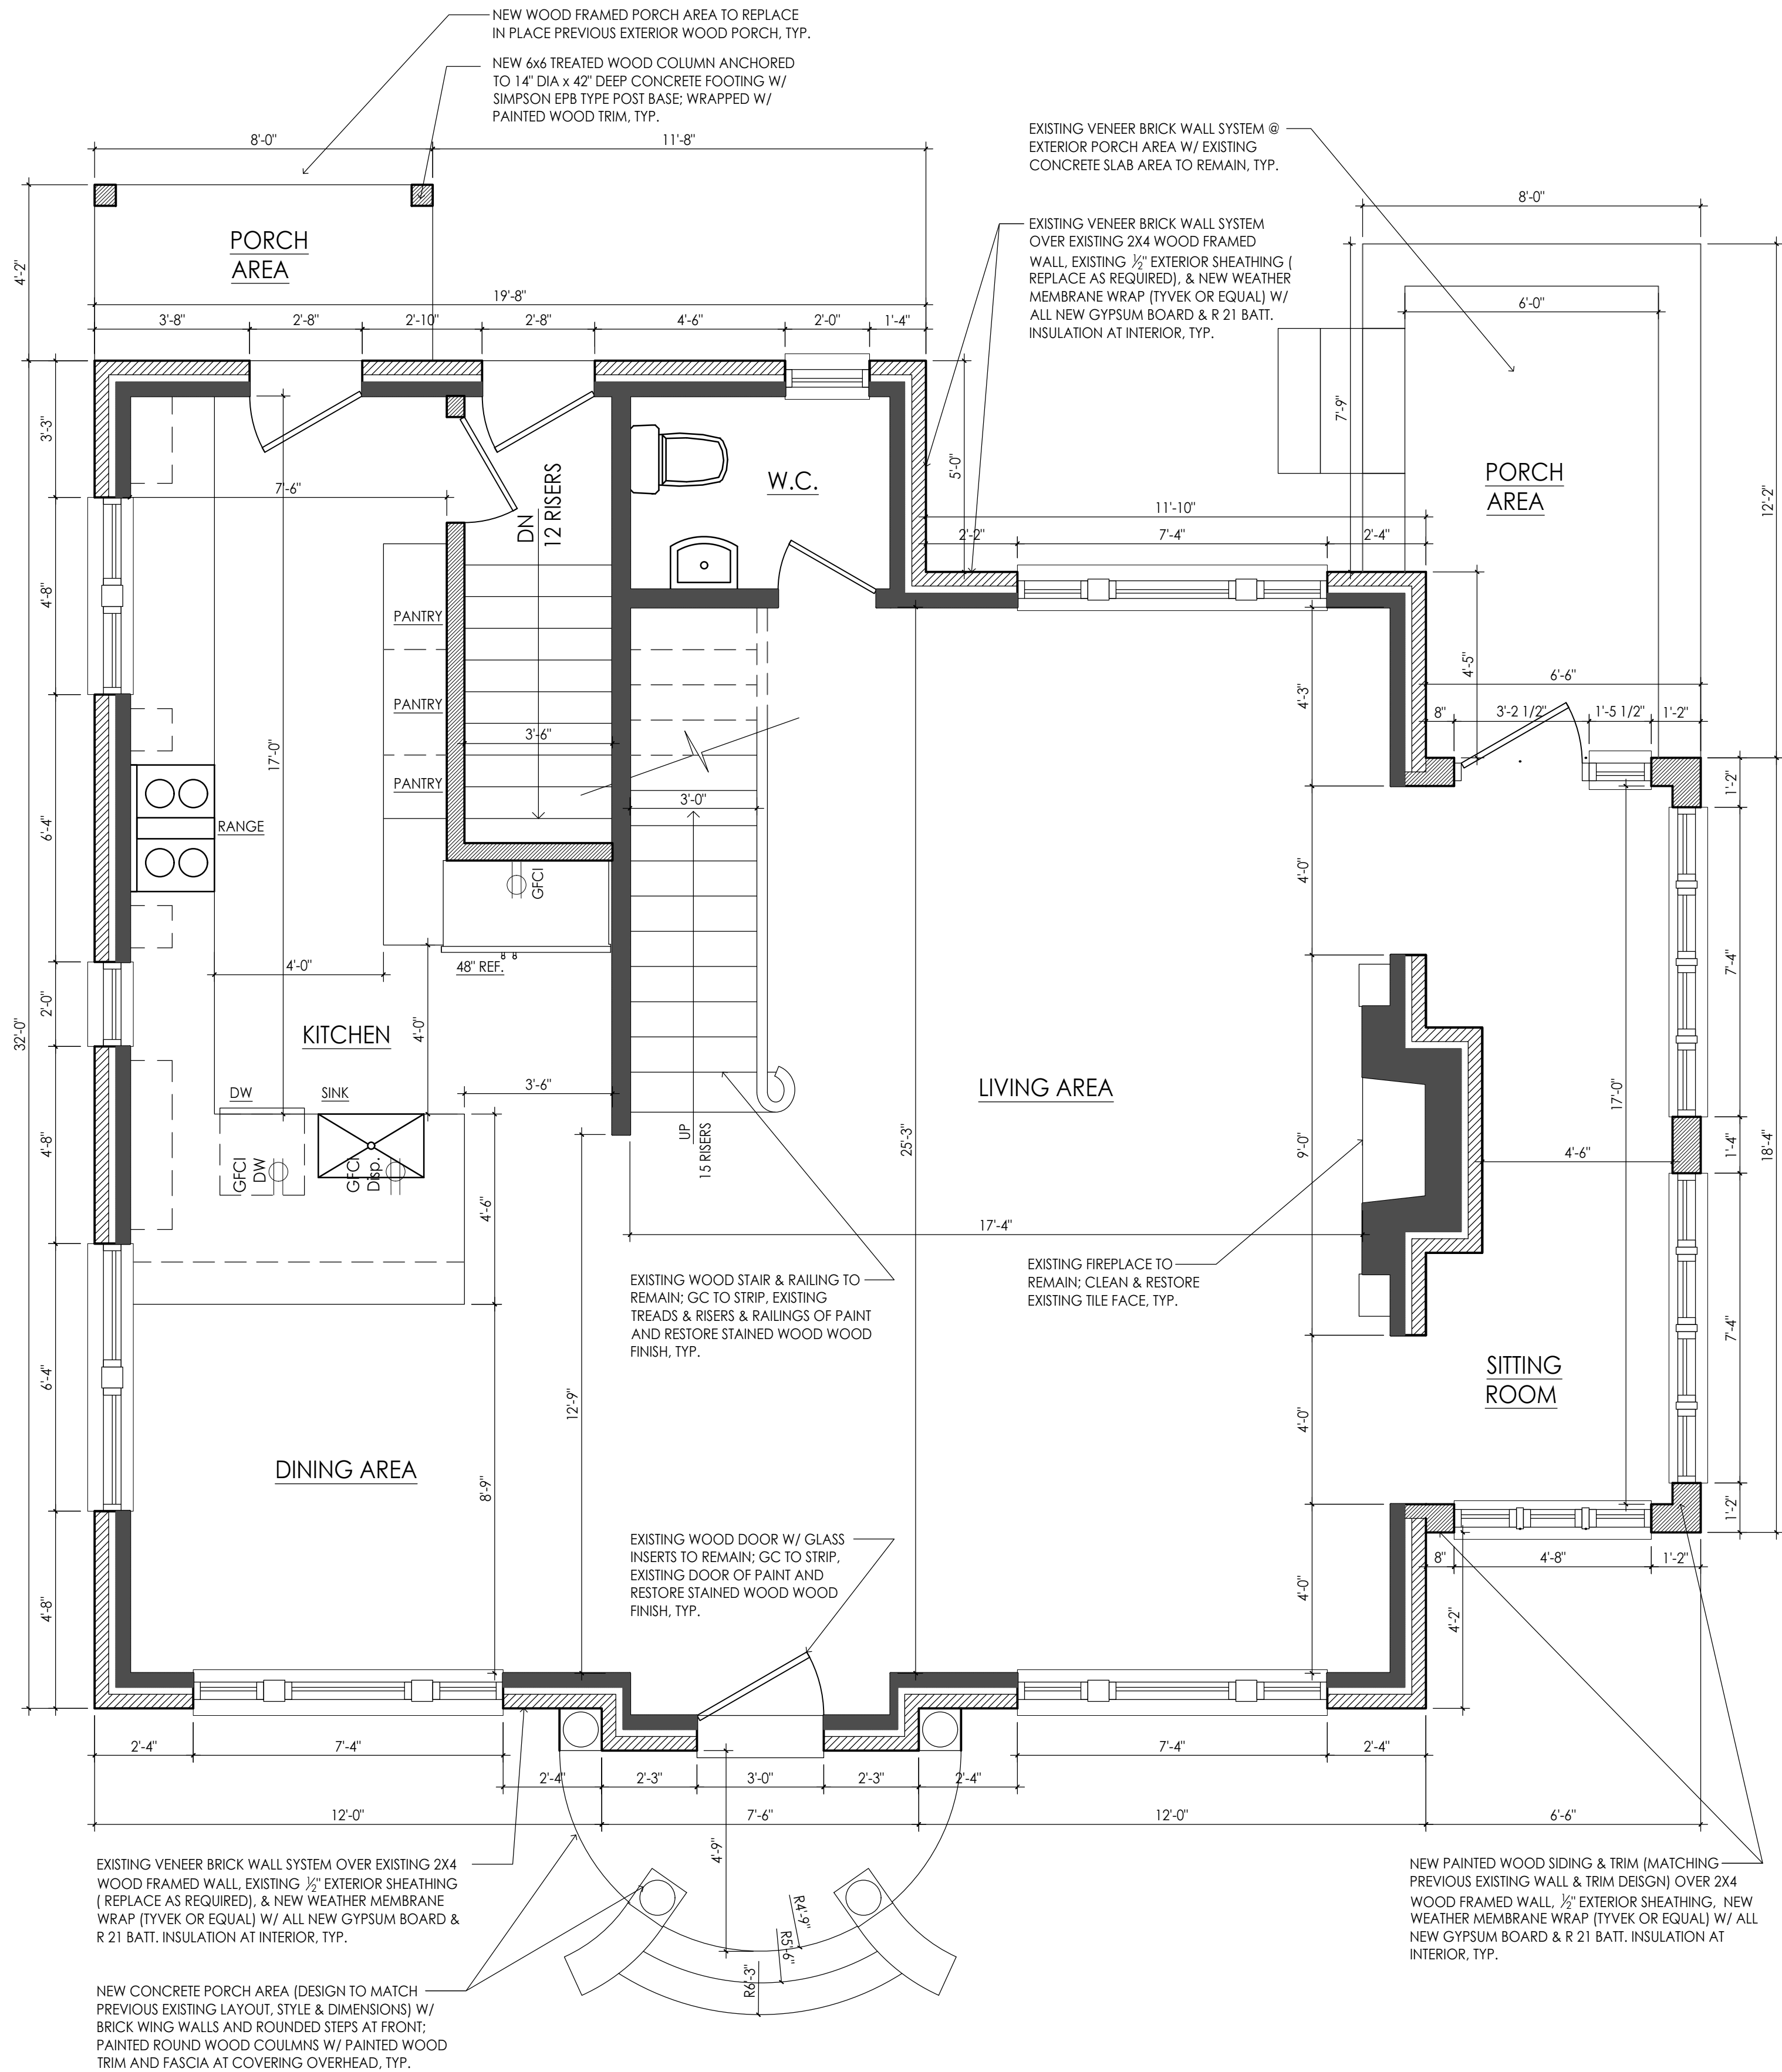 NEW WOOD FRAMED PORCH AREA TO REPLACE
IN PLACE PREVIOUS EXTERIOR WOOD PORCH, TYP.
NEW 6x6 TREATED WOOD COLUMN ANCHORED
TO 14" DIA x 42" DEEP CONCRETE FOOTING W/
SIMPSON EPB TYPE POST BASE; WRAPPED W/
PAINTED WOOD TRIM, TYP.
EXISTING VENEER BRICK WALL SYSTEM @
EXTERIOR PORCH AREA W/ EXISTING
CONCRETE SLAB AREA TO REMAIN, TYP.
8'-0"
11'-8"
8'-0"
EXISTING VENEER BRICK WALL SYSTEM
OVER EXISTING 2X4 WOOD FRAMED
WALL, EXISTING ½" EXTERIOR SHEATHING (
REPLACE AS REQUIRED), & NEW WEATHER
MEMBRANE WRAP (TYVEK OR EQUAL) W/
ALL NEW GYPSUM BOARD & R 21 BATT.
INSULATION AT INTERIOR, TYP.
PORCH
AREA
4'-2"
19'-8"
3'-8"
2'-8"
2'-10"
2'-8"
4'-6"
2'-0"
1'-4"
6'-0"
7'-9"
3'-3"
5'-0"
PORCH
AREA
12'-2"
7'-6"
DN
12 RISERS
W.C.
11'-10"
2'-2"
7'-4"
2'-4"
4'-8"
PANTRY
PANTRY
PANTRY
4'-5"
6'-6"
4'-3"
8"
3'-2 1/2"
1'-5 1/2"
1'-2"
17'-0"
3'-6"
3'-0"
1'-2"
RANGE
6'-4"
4'-0"
GFCI
7'-4"
4'-0"
48" REF.
2'-0"
32'-0"
KITCHEN
4'-0"
DW
SINK
3'-6"
LIVING AREA
17'-0"
UP
15 RISERS
25'-3"
9'-0"
4'-6"
1'-4"
18'-4"
4'-8"
GFCI
DW
GFCI
Disp.
4'-6"
17'-4"
EXISTING WOOD STAIR & RAILING TO
REMAIN; GC TO STRIP, EXISTING
TREADS & RISERS & RAILINGS OF PAINT
AND RESTORE STAINED WOOD WOOD
FINISH, TYP.
EXISTING FIREPLACE TO
REMAIN; CLEAN & RESTORE
EXISTING TILE FACE, TYP.
7'-4"
6'-4"
SITTING
ROOM
12'-9"
4'-0"
DINING AREA
8'-9"
1'-2"
EXISTING WOOD DOOR W/ GLASS
INSERTS TO REMAIN; GC TO STRIP,
EXISTING DOOR OF PAINT AND
RESTORE STAINED WOOD WOOD
FINISH, TYP.
8"
4'-8"
1'-2"
4'-0"
4'-8"
4'-2"
2'-4"
7'-4"
7'-4"
2'-4"
2'-4"
2'-3"
3'-0"
2'-3"
2'-4"
12'-0"
7'-6"
12'-0"
6'-6"
4'-9"
EXISTING VENEER BRICK WALL SYSTEM OVER EXISTING 2X4
WOOD FRAMED WALL, EXISTING ½" EXTERIOR SHEATHING
( REPLACE AS REQUIRED), & NEW WEATHER MEMBRANE
WRAP (TYVEK OR EQUAL) W/ ALL NEW GYPSUM BOARD &
R 21 BATT. INSULATION AT INTERIOR, TYP.
NEW PAINTED WOOD SIDING & TRIM (MATCHING
PREVIOUS EXISTING WALL & TRIM DEISGN) OVER 2X4
WOOD FRAMED WALL, ½" EXTERIOR SHEATHING, NEW
WEATHER MEMBRANE WRAP (TYVEK OR EQUAL) W/ ALL
NEW GYPSUM BOARD & R 21 BATT. INSULATION AT
INTERIOR, TYP.
R4'-9"
R5'-6"
R6'-3"
NEW CONCRETE PORCH AREA (DESIGN TO MATCH
PREVIOUS EXISTING LAYOUT, STYLE & DIMENSIONS) W/
BRICK WING WALLS AND ROUNDED STEPS AT FRONT;
PAINTED ROUND WOOD COULMNS W/ PAINTED WOOD
TRIM AND FASCIA AT COVERING OVERHEAD, TYP.